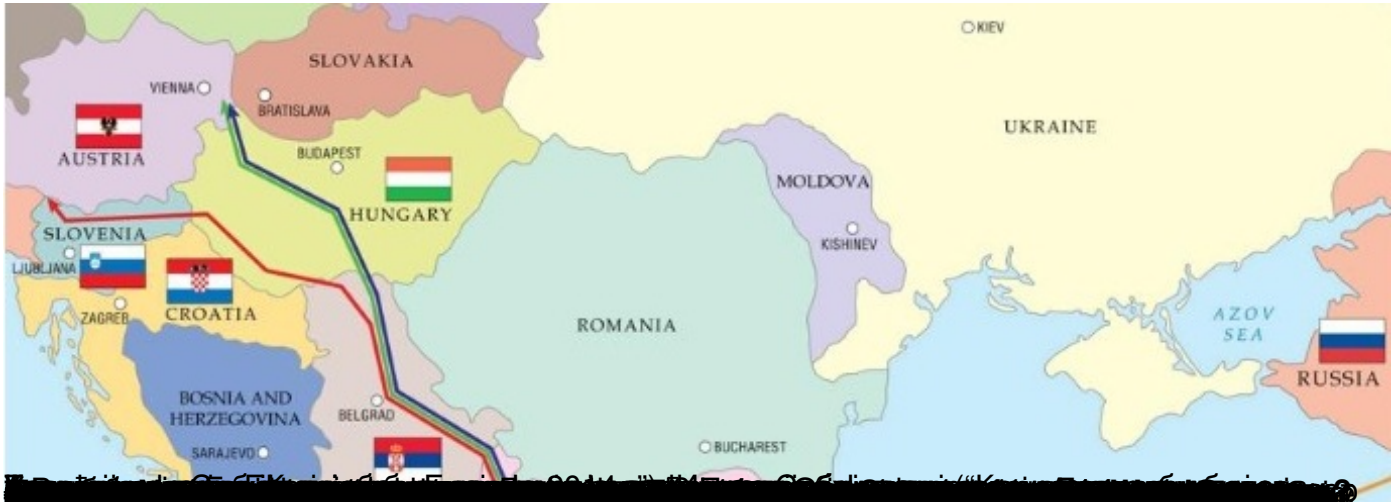 KIEV
SLOVAKIA
VIENNA
BRATISLAVA
UKRAINE
BUDAPEST
AUSTRIA
MOLDOVA
HUNGARY
SLOVENIA
KISHINEV
LJUBLJANA
ZAGREB
CROATIA
AZOV
SEA
ROMANIA
RUSSIA
BOSNIA AND
HERZEGOVINA
BELGRAD
SARAJEVO
BUCHAREST